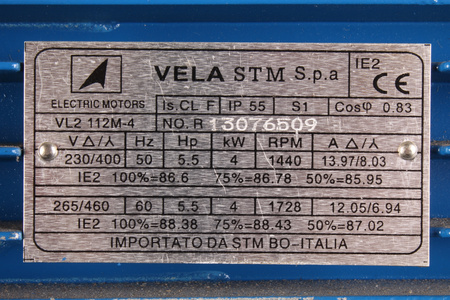 VELA STM S.p.a IE2 CE
ELECTRIC MOTORS Is.CL F IP 55 S1 Cosφ 0.83
VL2 112M-4 NO.R 13076509
V △/⅄ Hz Hp kW RPM A △/⅄
230/400 50 5.5 4 1440 13.97/8.03
IE2 100%=86.6 75%=86.78 50%=85.95
265/460 60 5.5 4 1728 12.05/6.94
IE2 100%=88.38 75%=88.43 50%=87.02
IMPORTATO DA STM BO-ITALIA